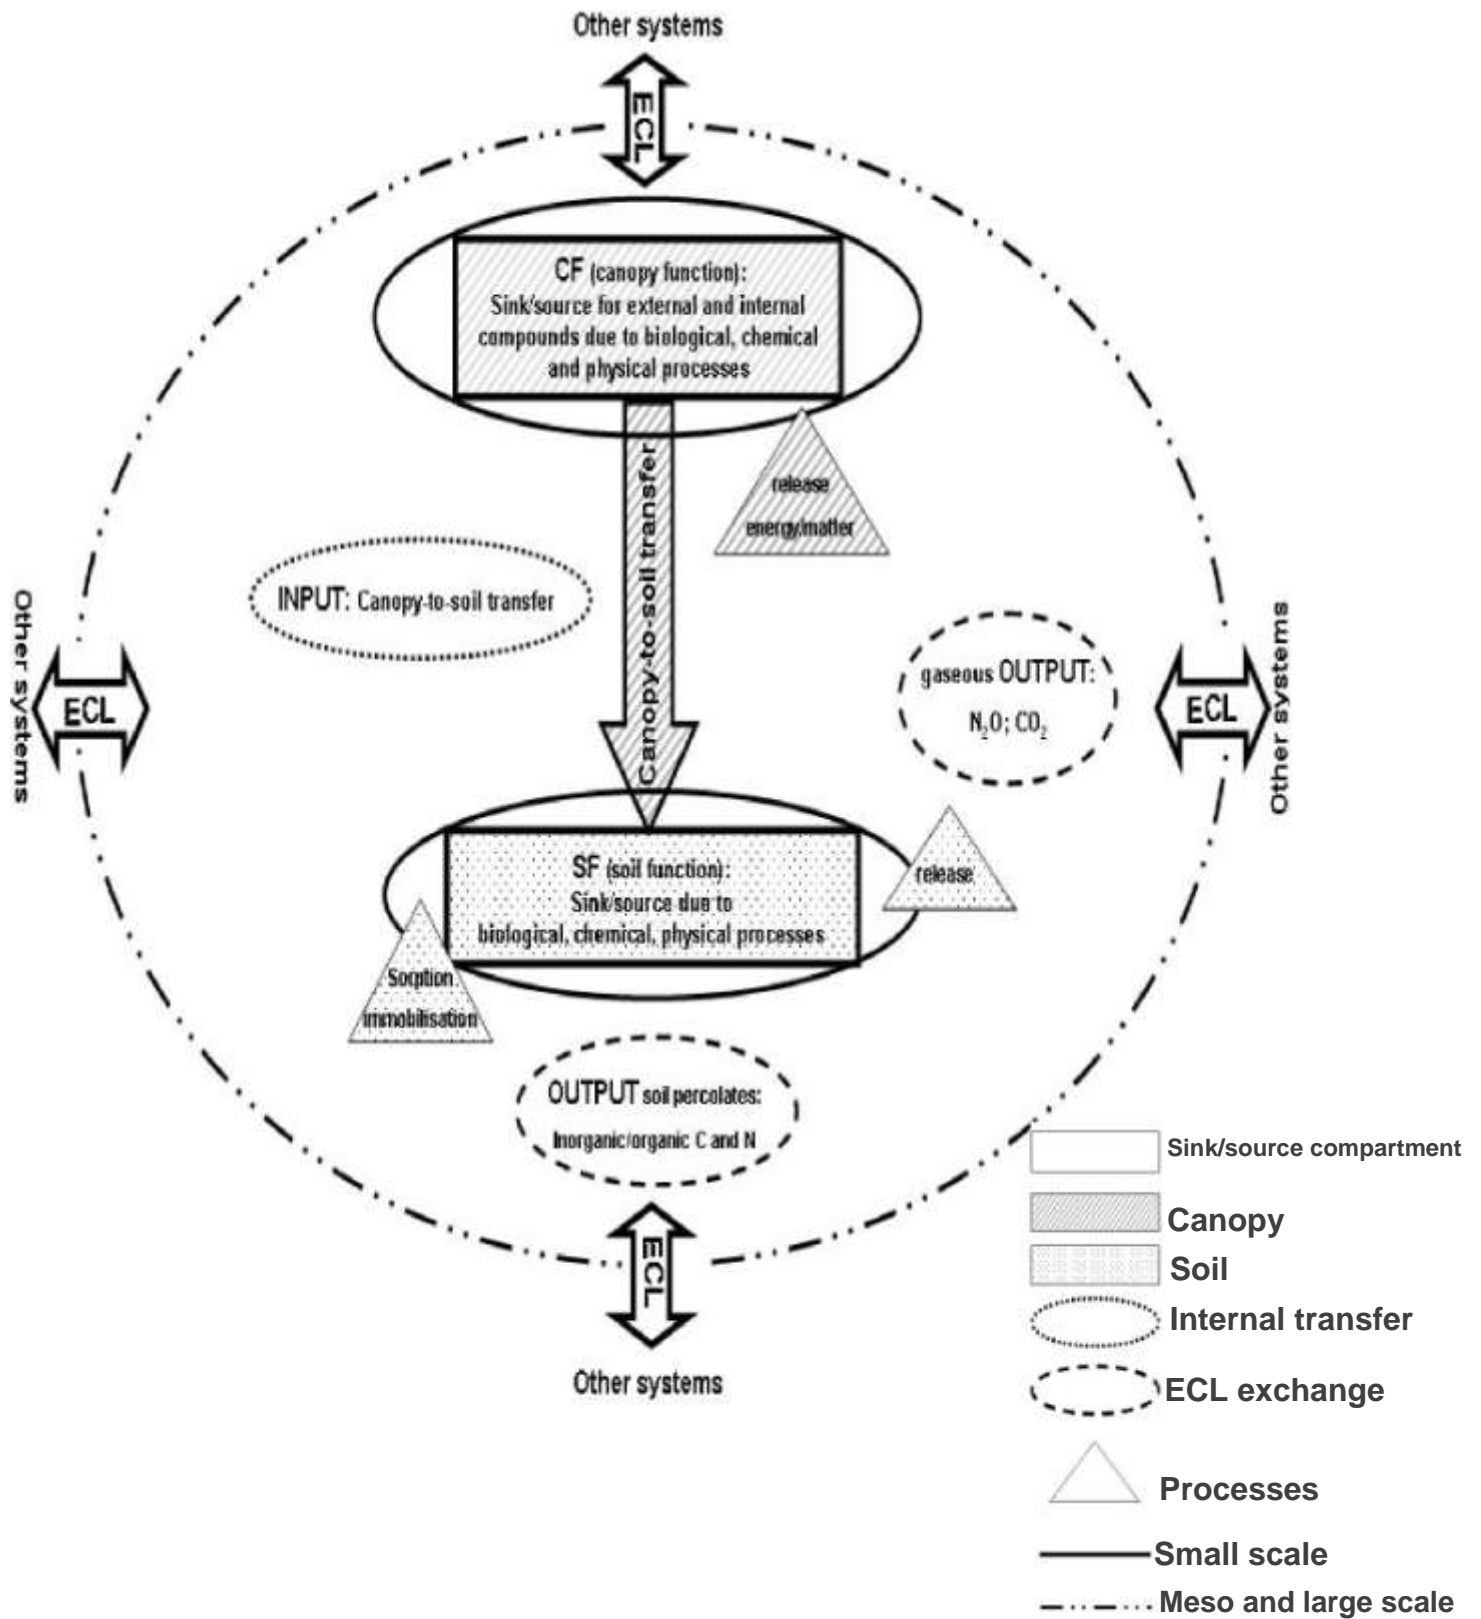 Other systems
ECL
CF (canopy function):
Sink/source for external and internal
compounds due to biological, chemical
and physical processes
release
energy/matter
Canopy-to-soil transfer
INPUT: Canopy-to-soil transfer
Other systems
ECL
gaseous OUTPUT:
N₂O; CO₂
ECL
Other systems
SF (soil function):
Sink/source due to
biological, chemical, physical processes
release
Sorption
immobilisation
OUTPUT soil percolates:
Inorganic/organic C and N
ECL
Other systems
Sink/source compartment
Canopy
Soil
Internal transfer
ECL exchange
Processes
Small scale
Meso and large scale